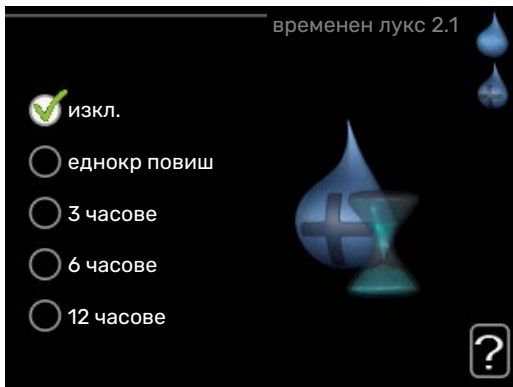 временен лукс 2.1
изкл.
еднокр повиш
3 часове
6 часове
12 часове
?